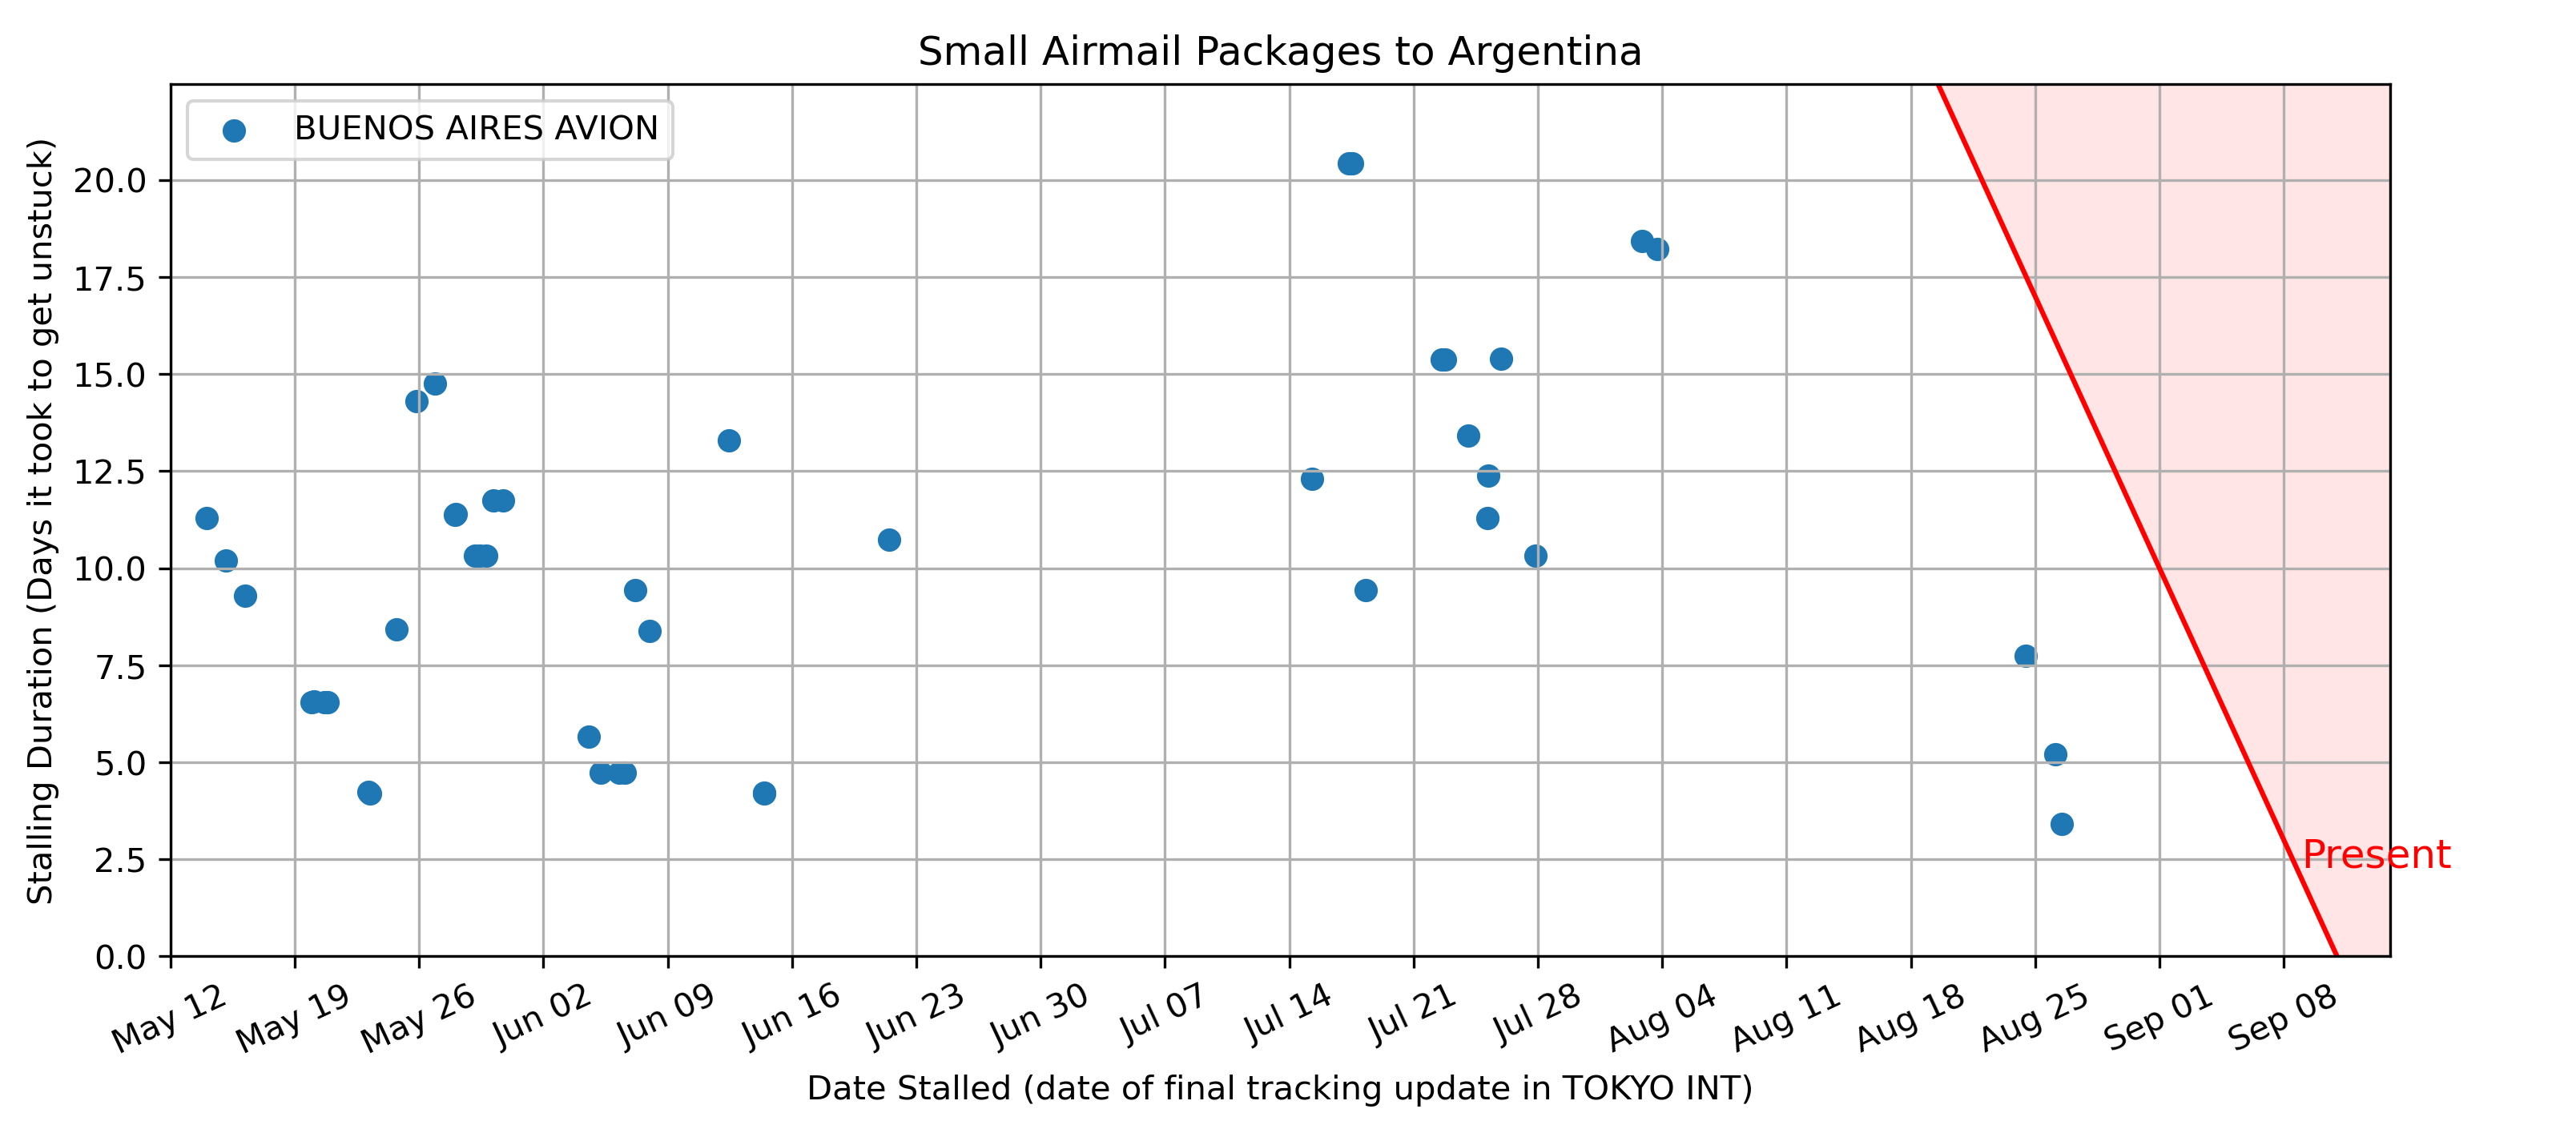 Small Airmail Packages to Argentina
BUENOS AIRES AVION
Stalling Duration (Days it took to get unstuck)
20.0
17.5
15.0
12.5
10.0
7.5
5.0
2.5
0.0
Present
May 12 May 19 May 26 Jun 02 Jun 09 Jun 16 Jun 23 Jun 30 Jul 07 Jul 14 Jul 21 Jul 28 Aug 04 Aug 11 Aug 18 Aug 25 Sep 01 Sep 08
Date Stalled (date of final tracking update in TOKYO INT)